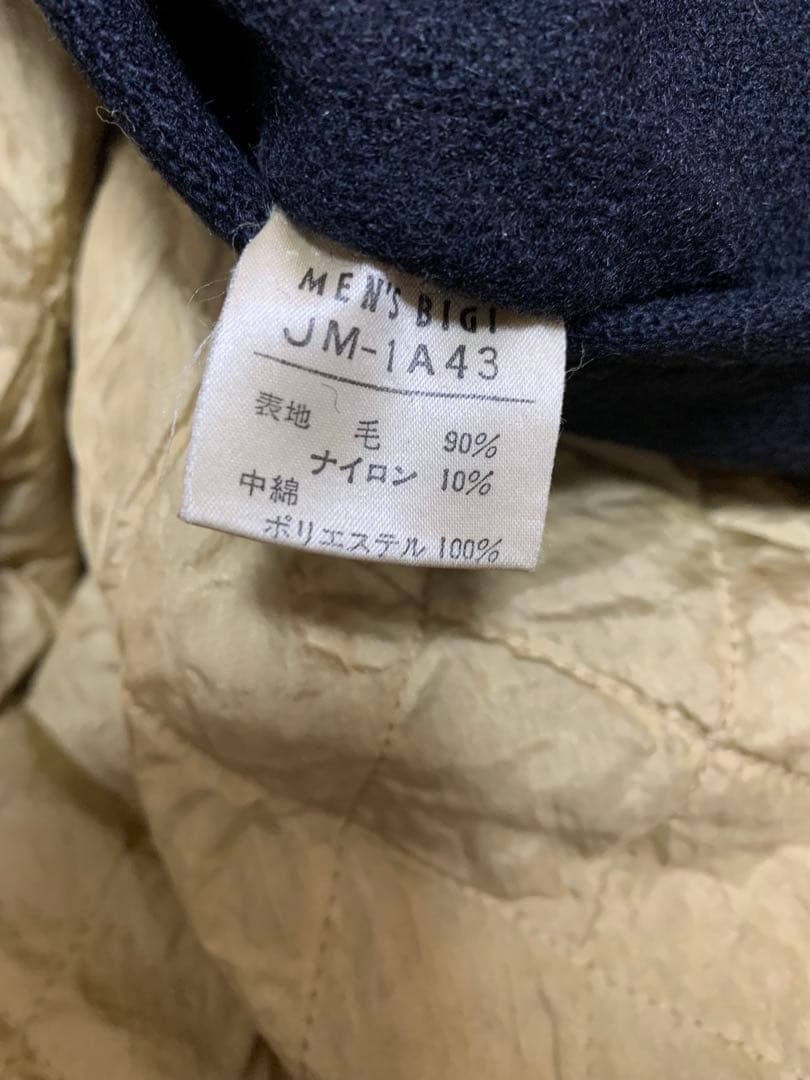 MEN'S BIGI
JM-1A43
表地 毛 90%
ナイロン 10%
中綿
ポリエステル 100%